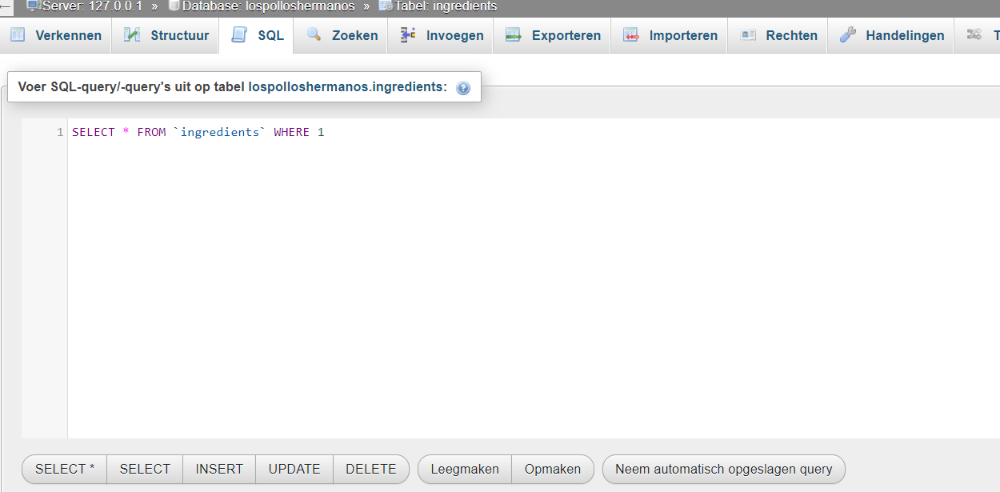 Server: 127.0.0.1 » Database: lospolloshermanos » Tabel: ingredients
Verkennen Structuur SQL Zoeken Invoegen Exporteren Importeren Rechten Handelingen T
Voer SQL-query/-query's uit op tabel lospolloshermanos.ingredients:
1 SELECT * FROM `ingredients` WHERE 1
SELECT * SELECT INSERT UPDATE DELETE Leegmaken Opmaken Neem automatisch opgeslagen query